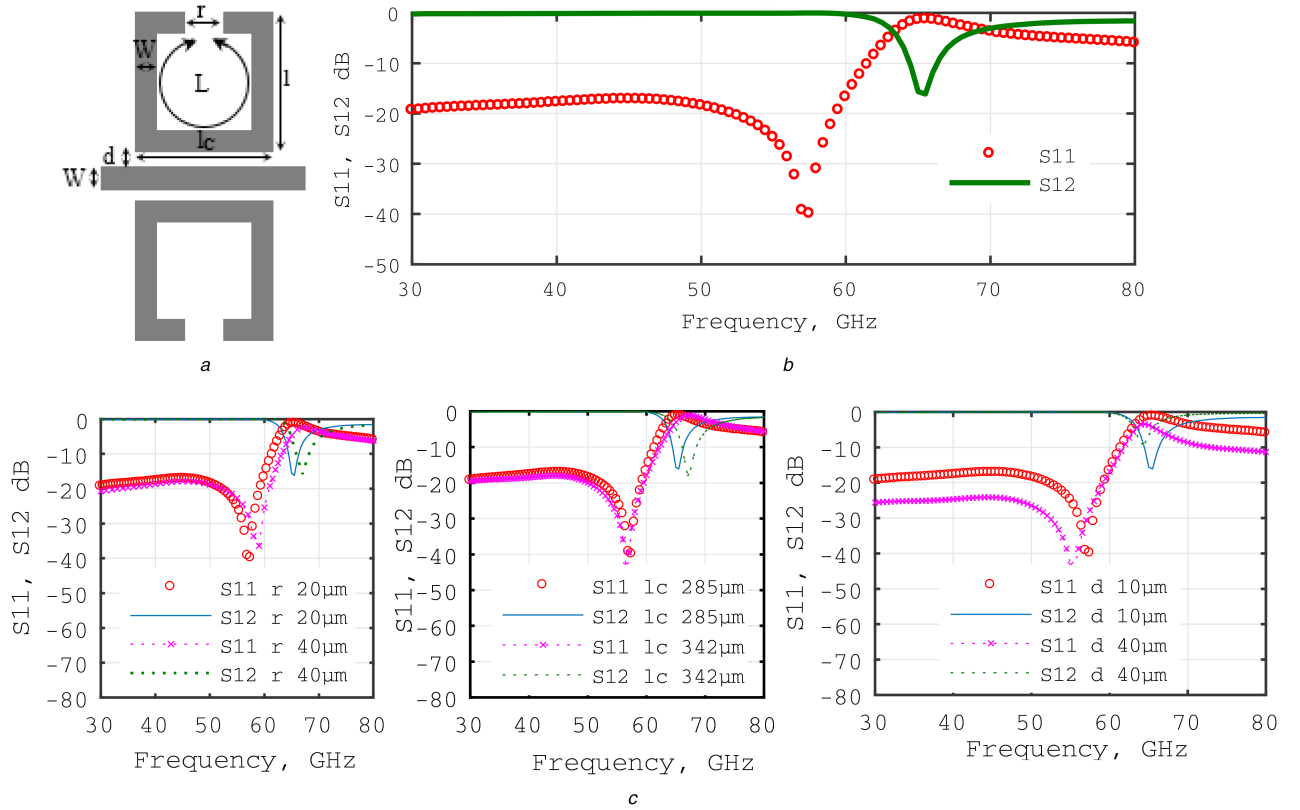 r
W
L
l
lc
d
W
a
S11, S12 dB
0
-10
-20
-30
-40
-50
S11
S12
30 40 50 60 70 80
Frequency, GHz
b
S11, S12 dB
0
-10
-20
-30
-40
-50
-60
-70
-80
S11 r 20μm
S12 r 20μm
S11 r 40μm
S12 r 40μm
30 40 50 60 70 80
Frequency, GHz
S11, S12 dB
0
-10
-20
-30
-40
-50
-60
-70
-80
S11 lc 285μm
S12 lc 285μm
S11 lc 342μm
S12 lc 342μm
30 40 50 60 70 80
Frequency, GHz
S11, S12 dB
0
-10
-20
-30
-40
-50
-60
-70
-80
S11 d 10μm
S12 d 10μm
S11 d 40μm
S12 d 40μm
30 40 50 60 70 80
Frequency, GHz
c